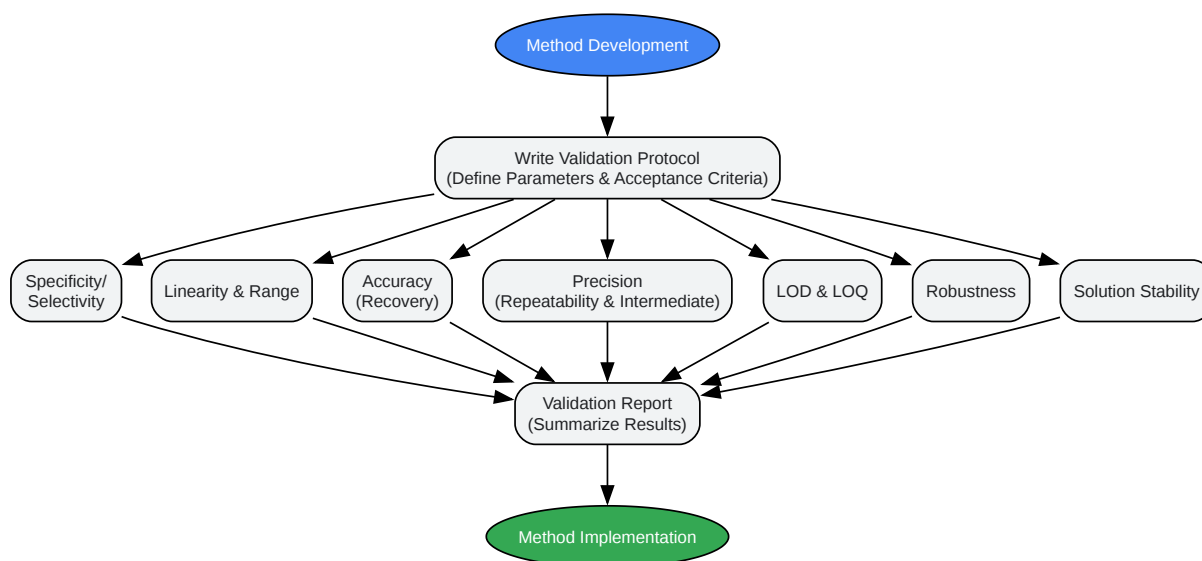 Method Development
Write Validation Protocol
(Define Parameters & Acceptance Criteria)
Specificity/
Selectivity
Linearity & Range
Accuracy
(Recovery)
Precision
(Repeatability & Intermediate)
LOD & LOQ
Robustness
Solution Stability
Validation Report
(Summarize Results)
Method Implementation